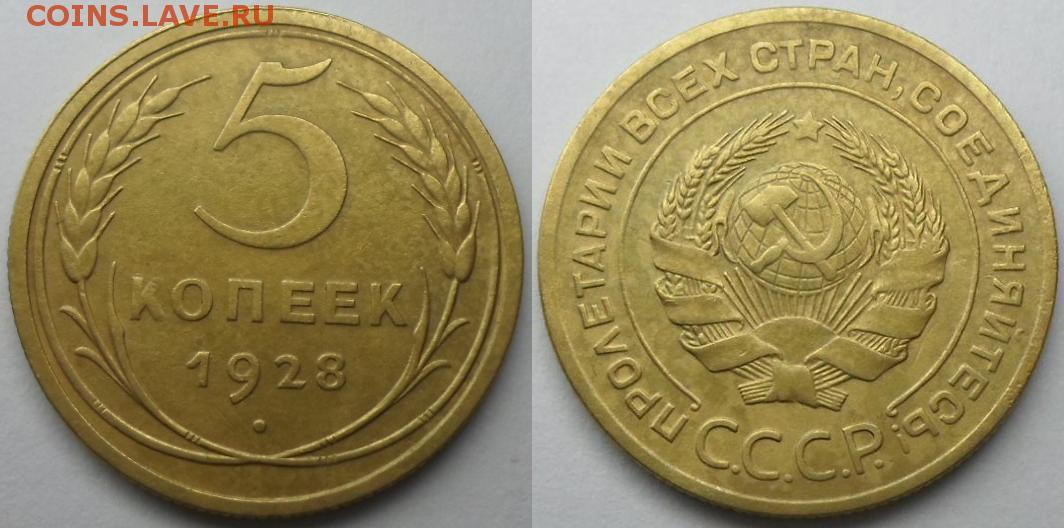 COINS.LAVE.RU
5
КОПЕЕК
1928
ПРОЛЕТАРИИ ВСЕХ СТРАН, СОЕДИНЯЙТЕСЬ!
С.С.С.Р.